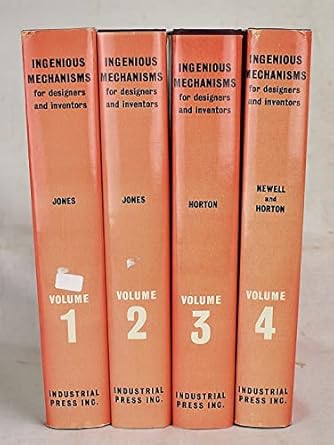 INGENIOUS
MECHANISMS
for designers
and inventors
JONES
VOLUME
1
INDUSTRIAL
PRESS INC.
INGENIOUS
MECHANISMS
for designers
and inventors
JONES
VOLUME
2
INDUSTRIAL
PRESS INC.
INGENIOUS
MECHANISMS
for designers
and inventors
HORTON
VOLUME
3
INDUSTRIAL
PRESS INC.
INGENIOUS
MECHANISMS
for designers
and inventors
NEWELL
and
HORTON
VOLUME
4
INDUSTRIAL
PRESS INC.